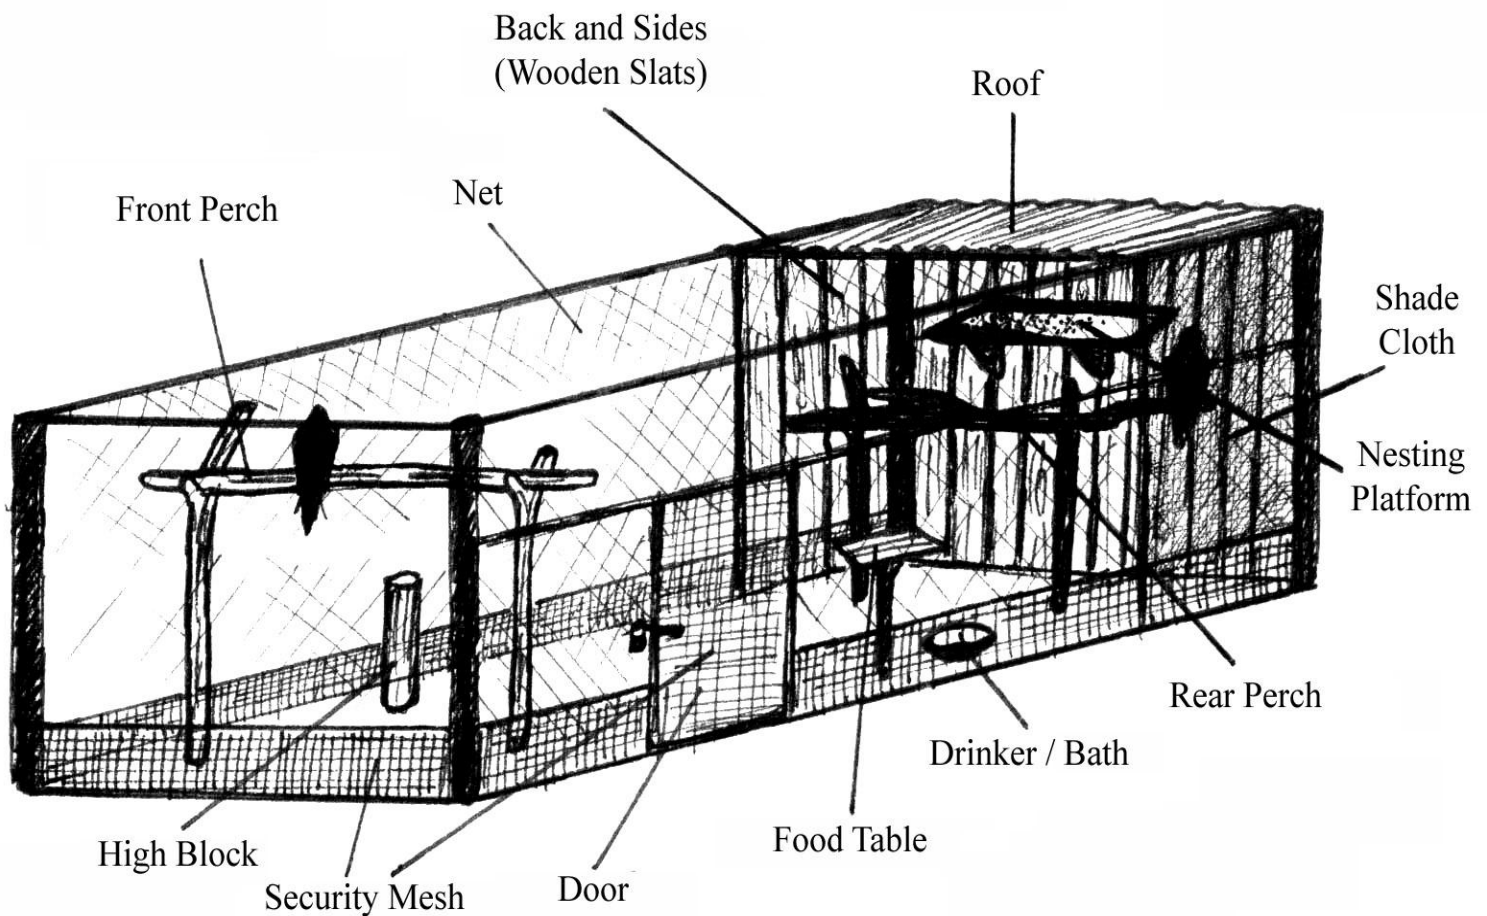 Back and Sides
(Wooden Slats)
Roof
Net
Front Perch
Shade
Cloth
Nesting
Platform
Rear Perch
Drinker / Bath
Food Table
High Block
Security Mesh
Door